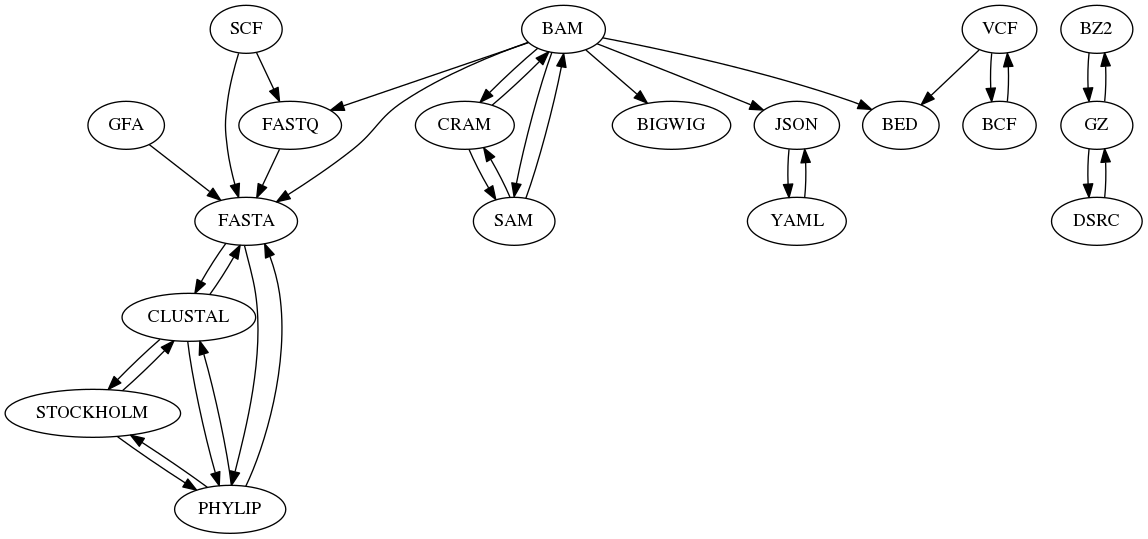 SCF
BAM
VCF
BZ2
GFA
FASTQ
CRAM
BIGWIG
JSON
BED
BCF
GZ
FASTA
SAM
YAML
DSRC
CLUSTAL
STOCKHOLM
PHYLIP